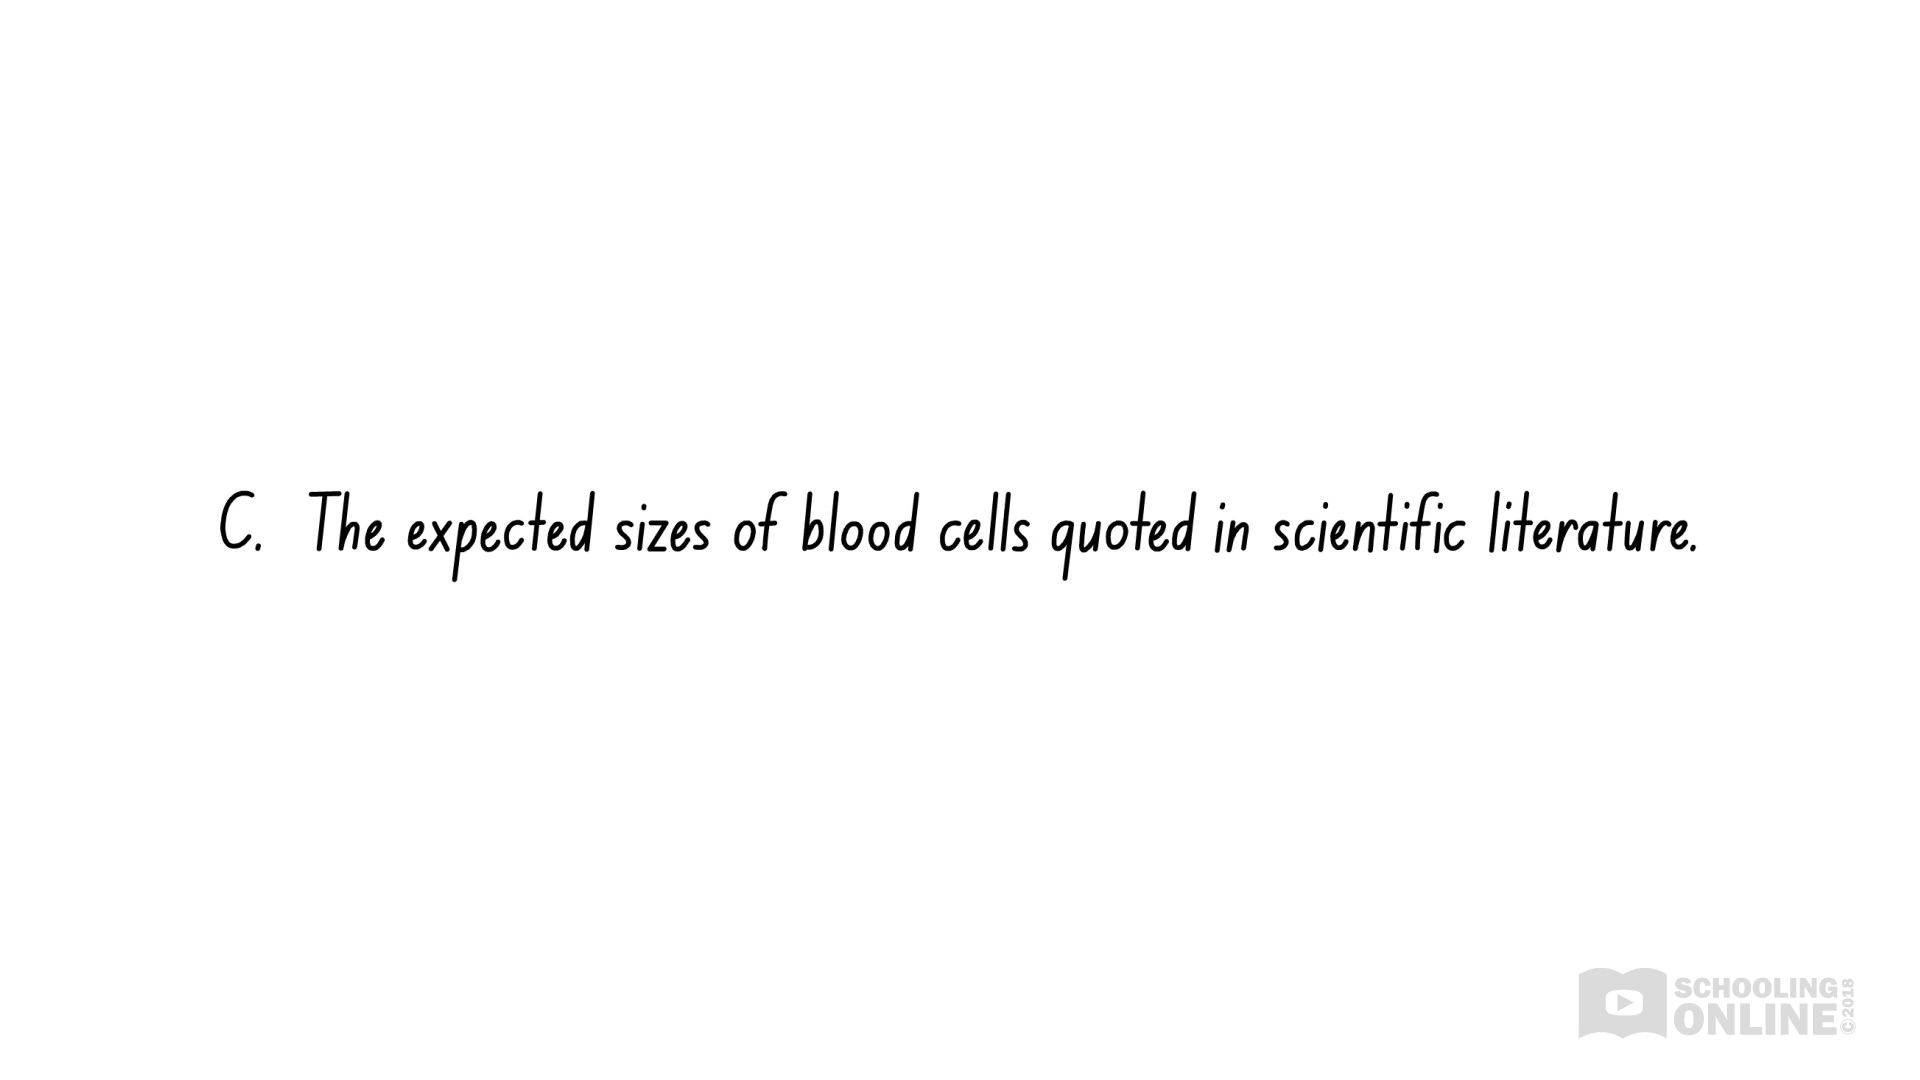 C. The expected sizes of blood cells quoted in scientific literature.
SCHOOLING
ONLINE
©2018